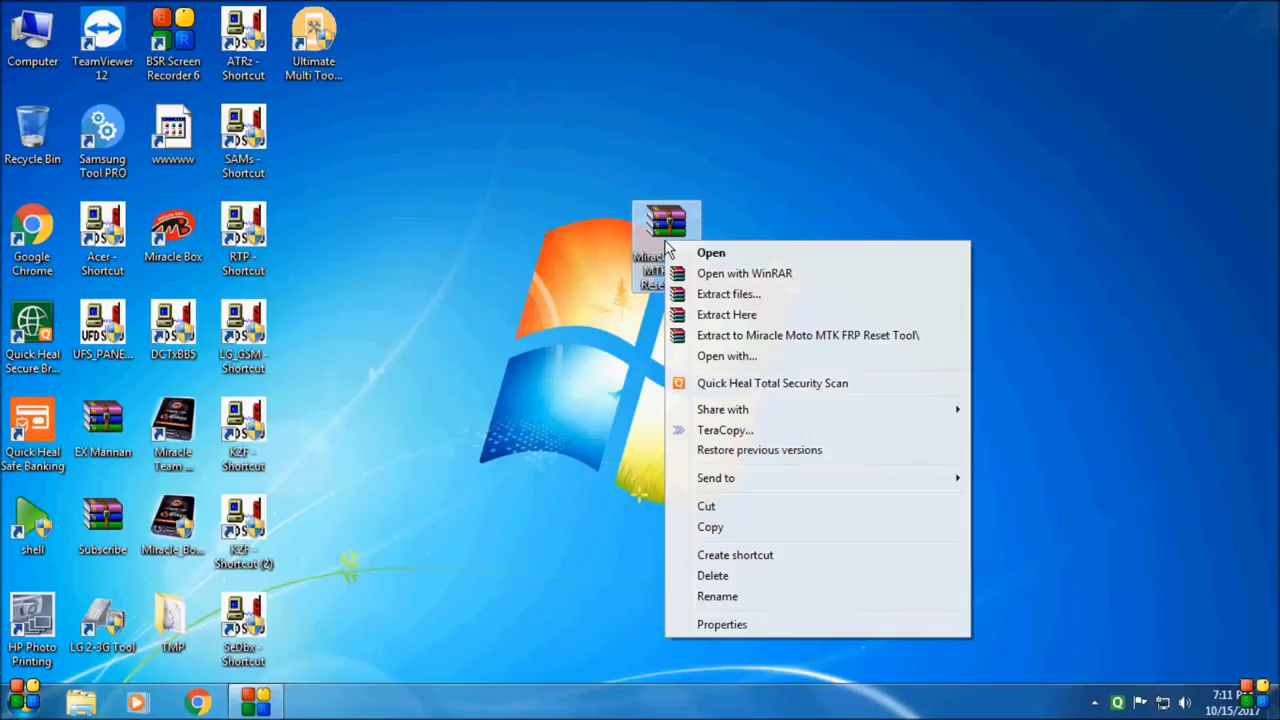 Computer
TeamViewer
12
BSR Screen
Recorder 6
ATRz -
Shortcut
Ultimate
Multi Too...
Recycle Bin
Samsung
Tool PRO
wwwww
SAMs -
Shortcut
Google
Chrome
Acer -
Shortcut
Miracle Box
RTP -
Shortcut
Quick Heal
Secure Br...
UFS_PANE...
DCTxBB5
LG_GSM -
Shortcut
Quick Heal
Safe Banking
EX Mannan
Miracle
Team ...
KZF -
Shortcut
shell
Subscribe
Miracle_Bo...
KZF -
Shortcut (2)
HP Photo
Printing
LG 2-3G Tool
TMP
SeDbx -
Shortcut
Open
Open with WinRAR
Extract files...
Extract Here
Extract to Miracle Moto MTK FRP Reset Tool\
Open with...
Quick Heal Total Security Scan
Share with
TeraCopy...
Restore previous versions
Send to
Cut
Copy
Create shortcut
Delete
Rename
Properties
7:11 PM
10/15/2017